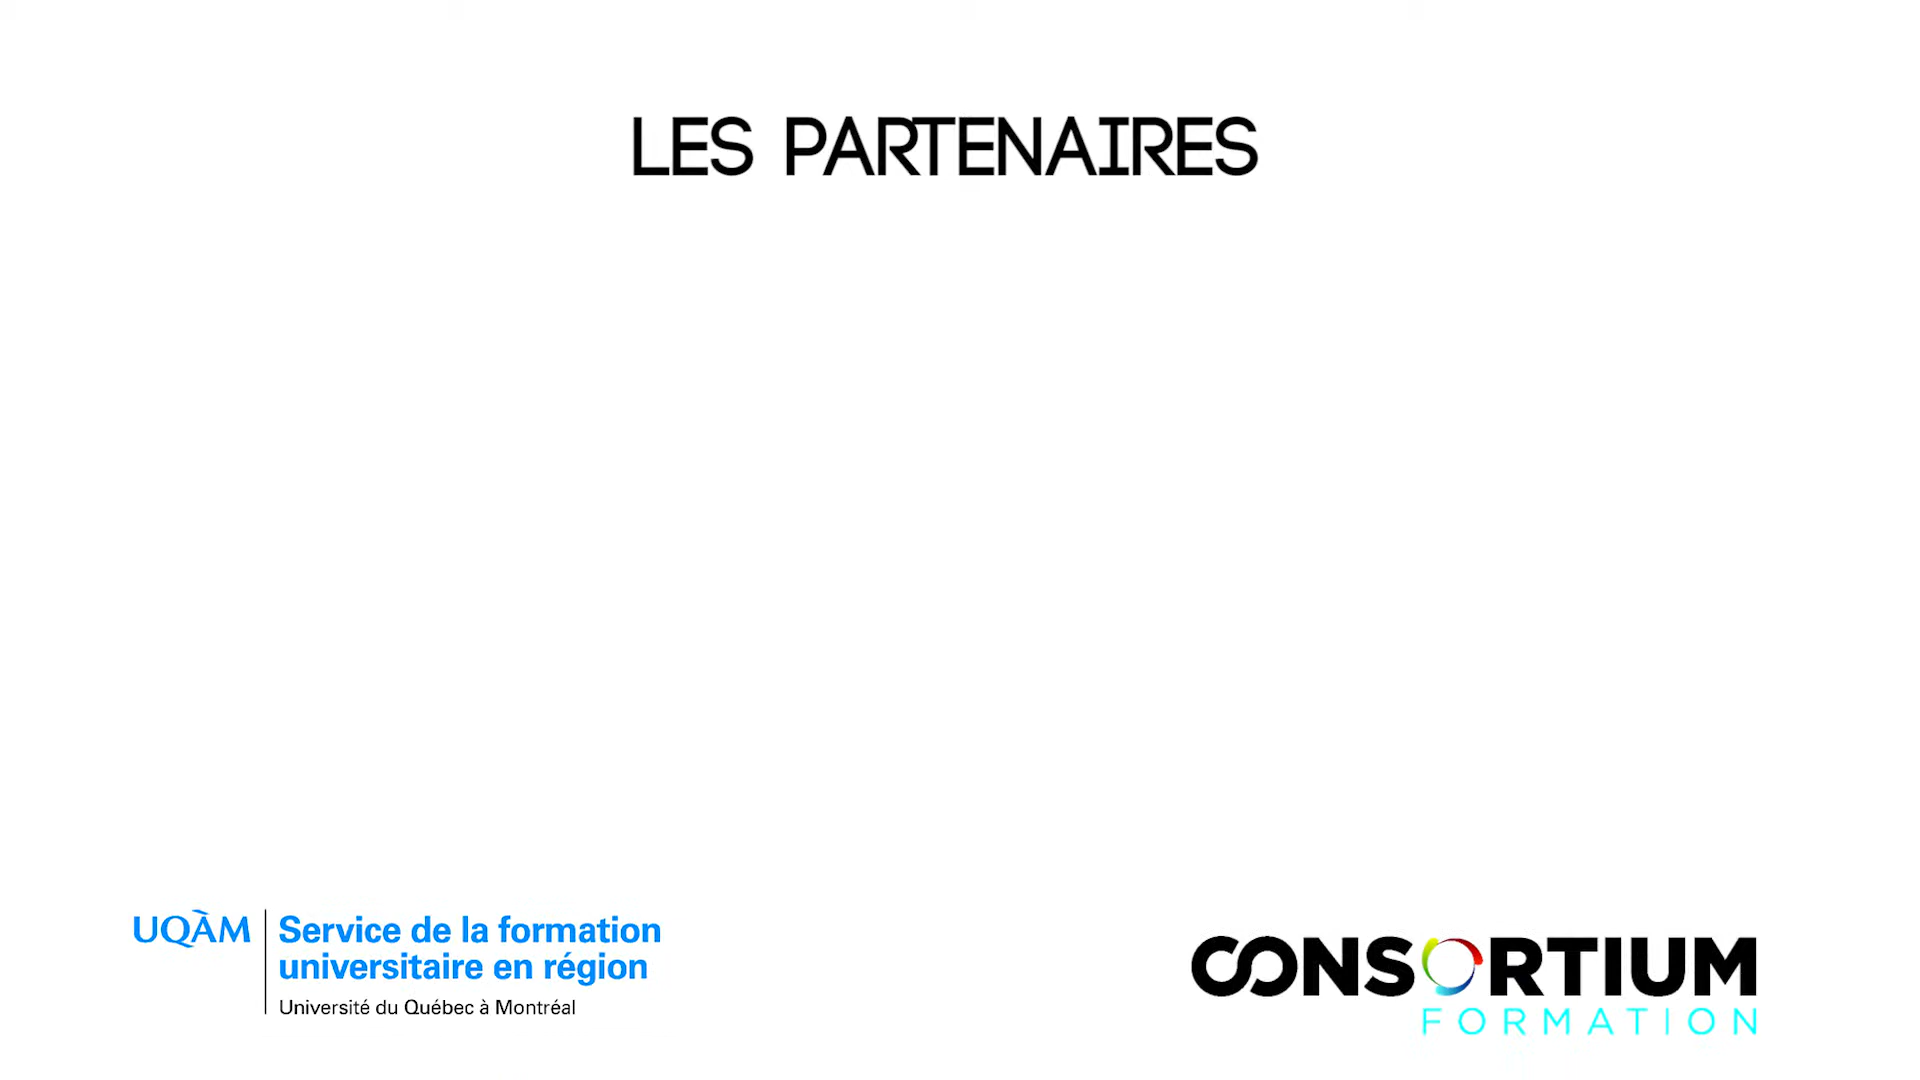 LES PARTENAIRES
UQÀM
Service de la formation
universitaire en région
Université du Québec à Montréal
CONSORTIUM
FORMATION